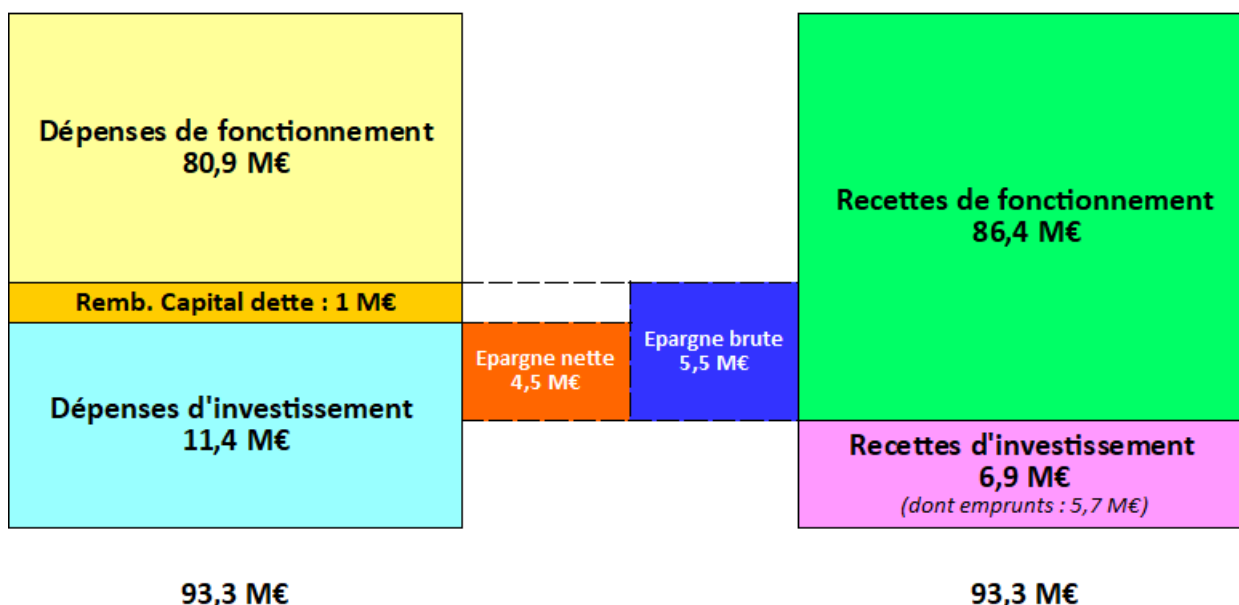 Dépenses de fonctionnement
80,9 M€
Remb. Capital dette : 1 M€
Dépenses d'investissement
11,4 M€
93,3 M€
Epargne nette
4,5 M€
Epargne brute
5,5 M€
Recettes de fonctionnement
86,4 M€
Recettes d'investissement
6,9 M€
(dont emprunts : 5,7 M€)
93,3 M€